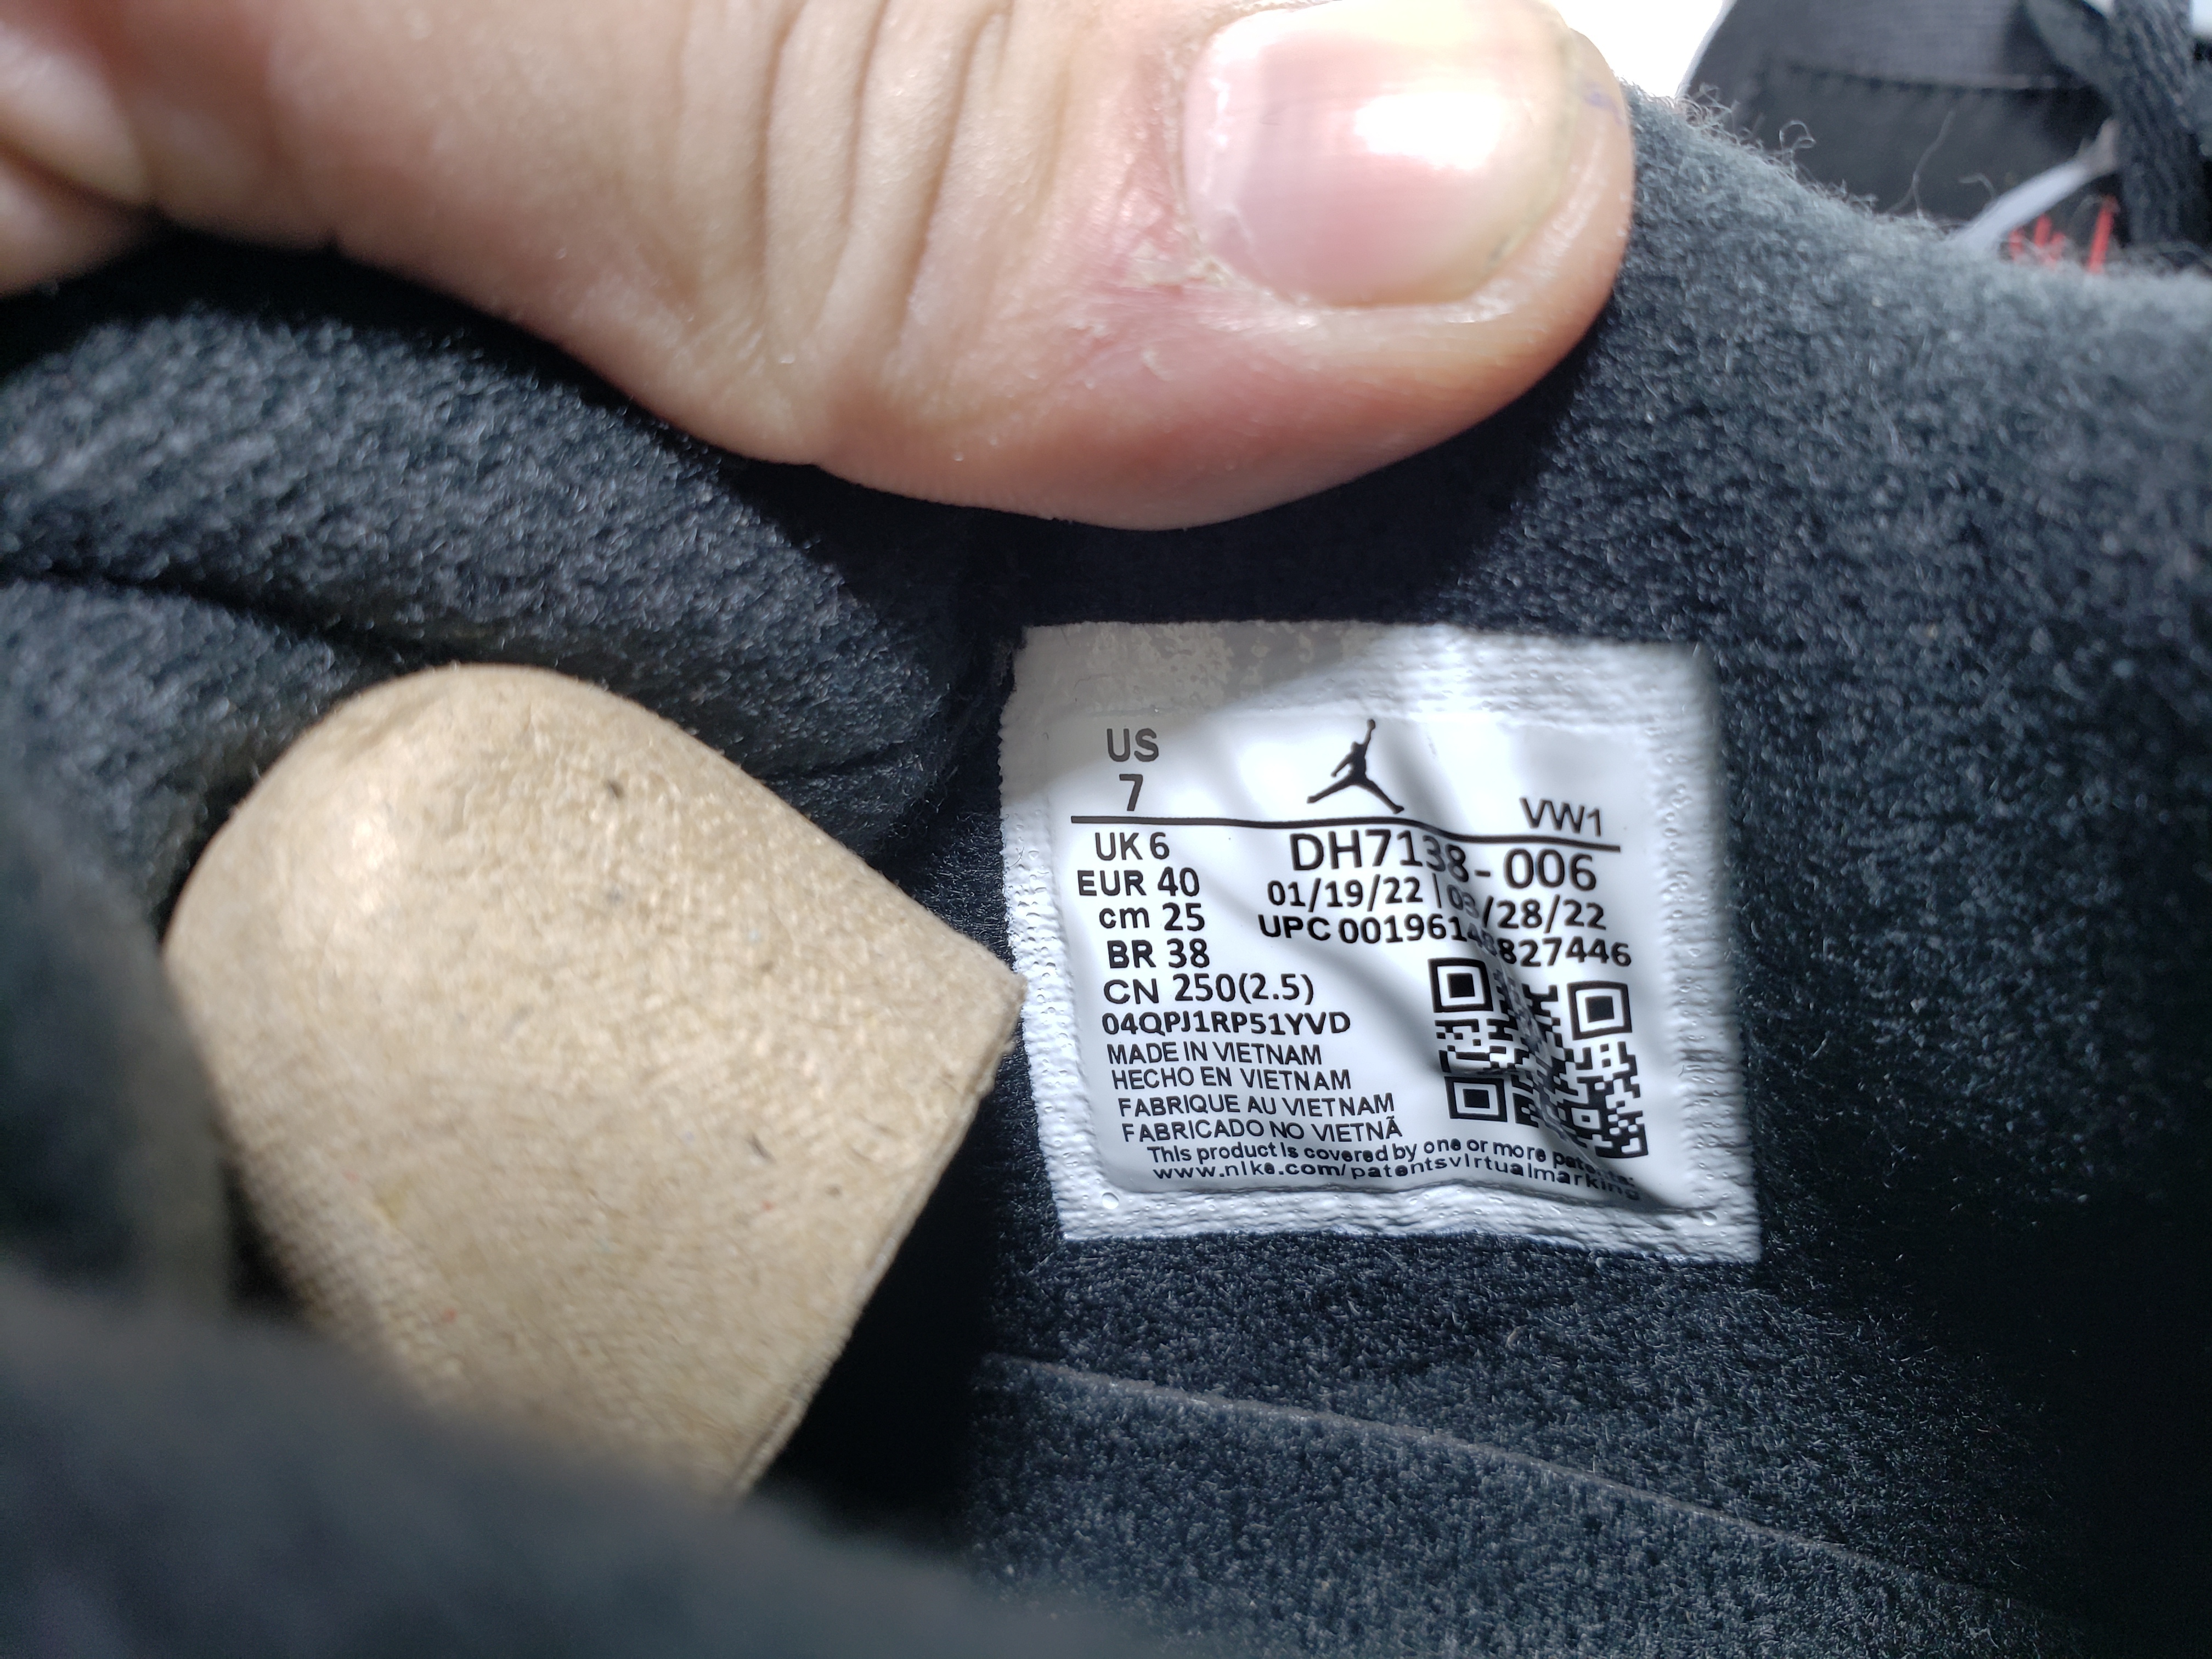 US
7
VW1
UK 6
DH7138-006
EUR 40
01/19/22 | 03/28/22
cm 25
UPC
BR 38
CN 250(2.5)
04QPJ1RP51YVD
MADE IN VIETNAM
HECHO EN VIETNAM
FABRIQUE AU VIETNAM
FABRICADO NO VIETNÃ
This product is covered by one or more patents:
www.nike.com/patentsvirtualmarking